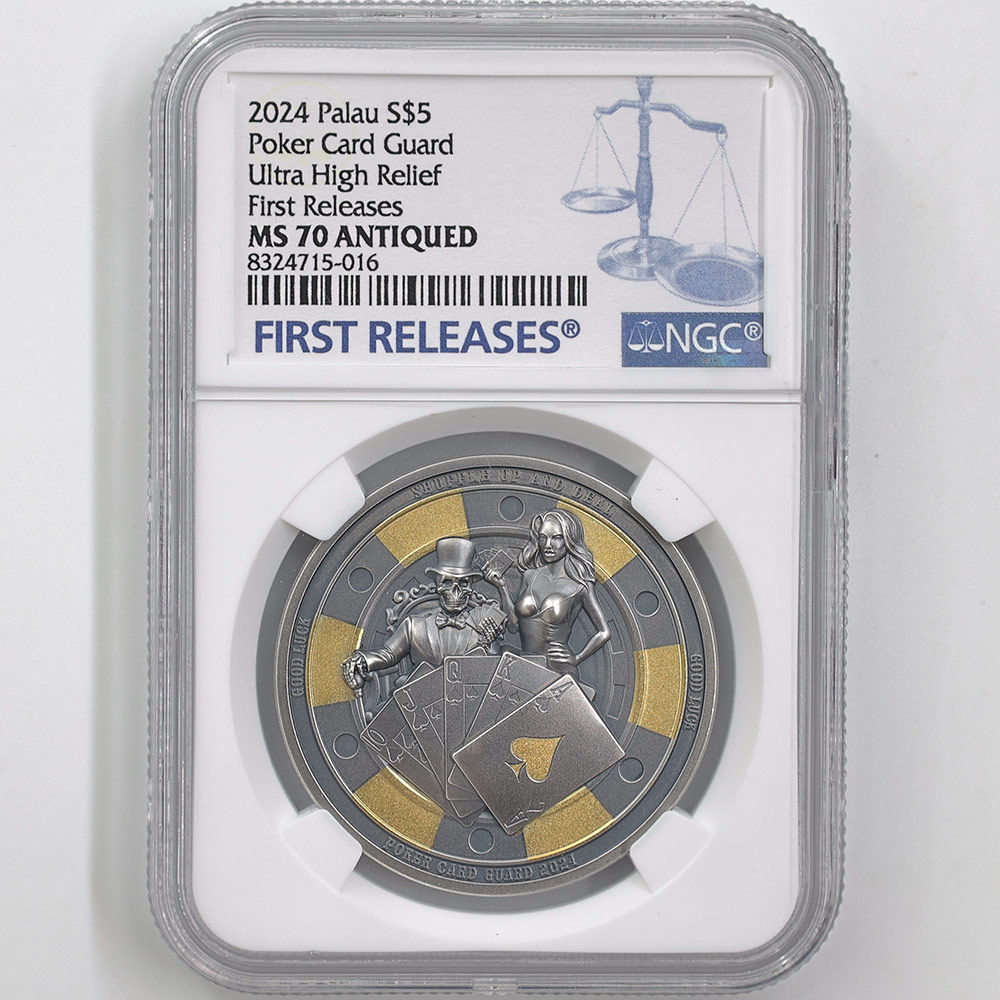 2024 Palau S$5
Poker Card Guard
Ultra High Relief
First Releases
MS 70 ANTIQUED
8324715-016
FIRST RELEASES®
NGC®
SHUFFLE UP AND DEAL
GOOD LUCK
GOOD LUCK
10
J
Q
K
A
A
POKER CARD GUARD 2024